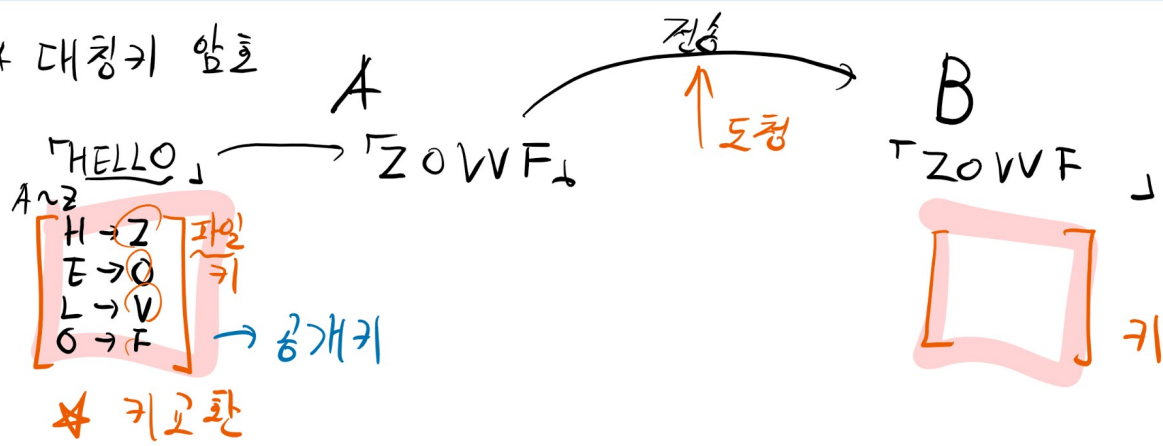 * 대칭키 암호
A
전송
B
도청
「HELLO」 → 「ZOVVF」
「ZOVVF」
A~Z
H → Z
E → O
L → V
O → F
파일
키
→ 공개키
키
☆ 키교환